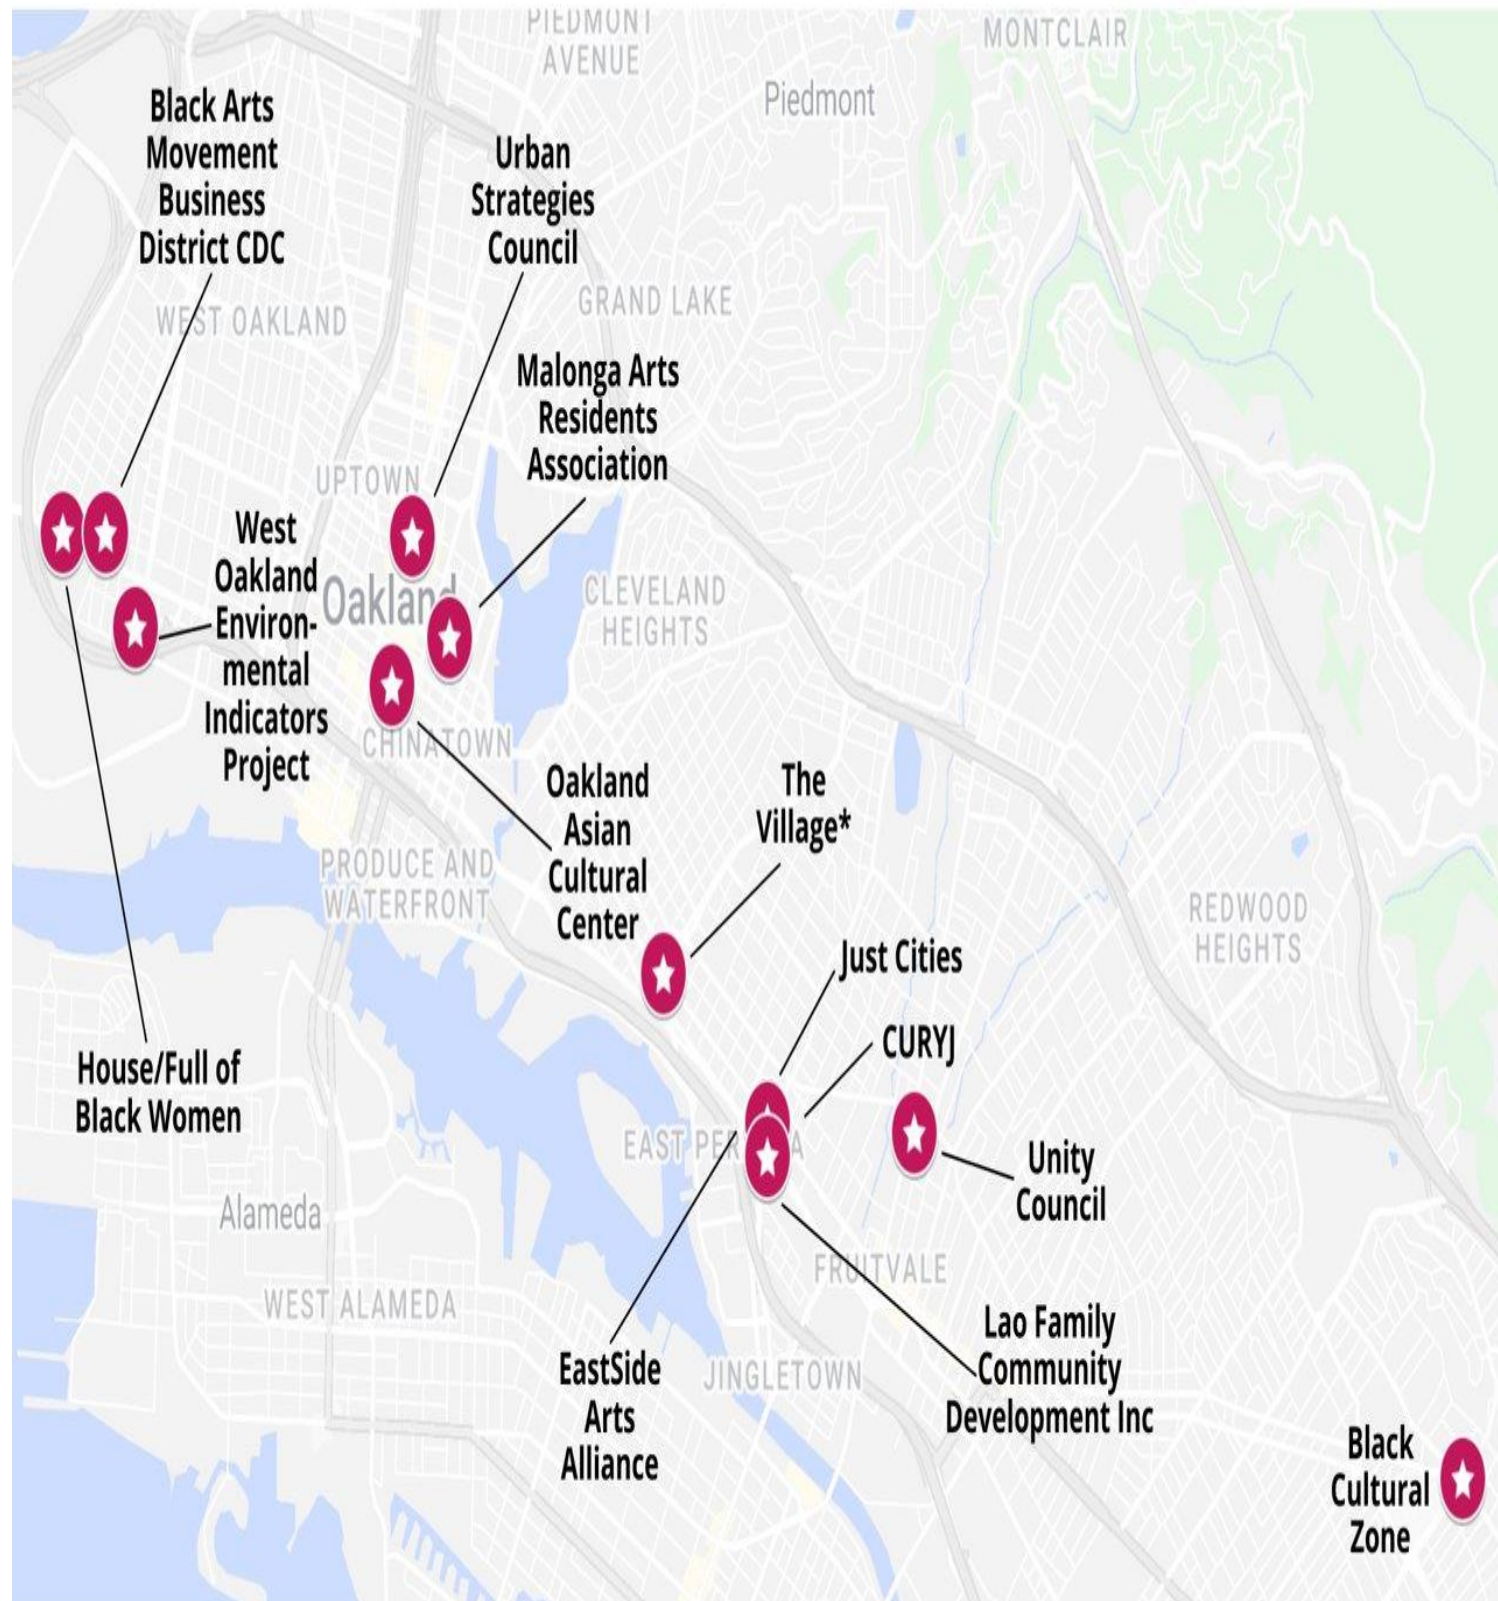 PIEDMONT
AVENUE
MONTCLAIR
Piedmont
Black Arts
Movement
Business
District CDC
Urban
Strategies
Council
WEST OAKLAND
GRAND LAKE
Malonga Arts
Residents
Association
UPTOWN
West
Oakland
Environ-
mental
Indicators
Project
Oakland
CLEVELAND
HEIGHTS
CHINATOWN
Oakland
Asian
Cultural
Center
The
Village*
PRODUCE AND
WATERFRONT
REDWOOD
HEIGHTS
Just Cities
CURYJ
House/Full of
Black Women
EAST PER A
Unity
Council
Alameda
FRUITVALE
WEST ALAMEDA
Lao Family
Community
Development Inc
EastSide
Arts
Alliance
JINGLETOWN
Black
Cultural
Zone